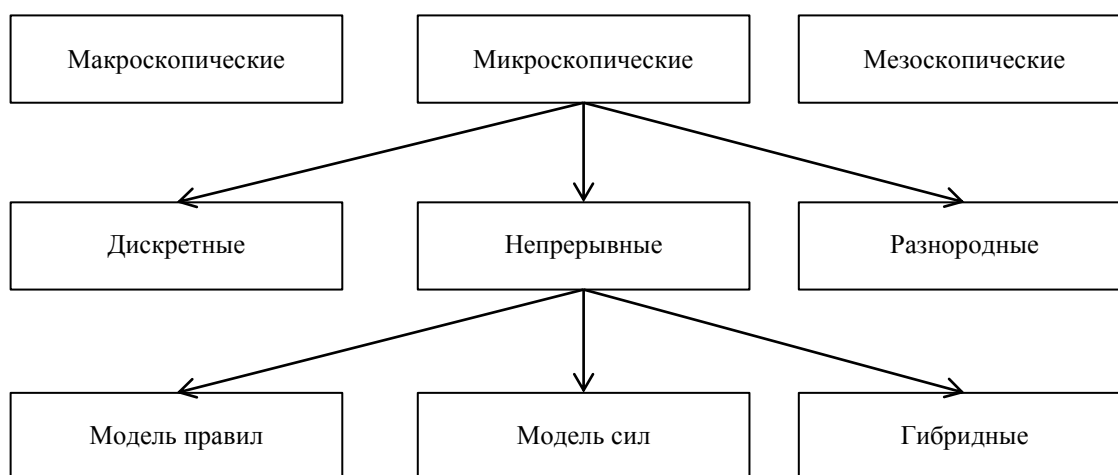 Макроскопические
Микроскопические
Мезоскопические
Дискретные
Непрерывные
Разнородные
Модель правил
Модель сил
Гибридные